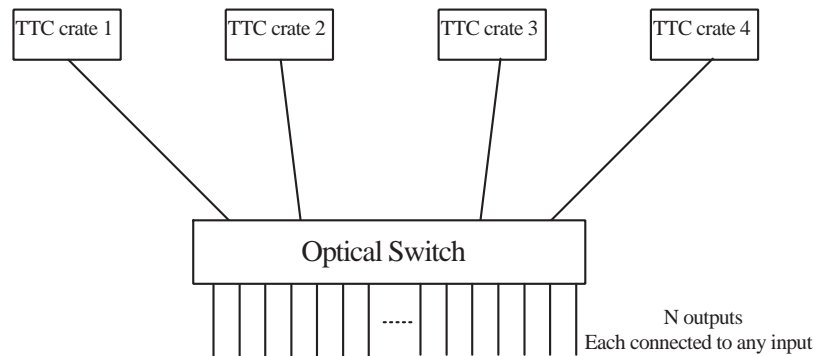 TTC crate 1
TTC crate 2
TTC crate 3
TTC crate 4
Optical Switch
N outputs
Each connected to any input